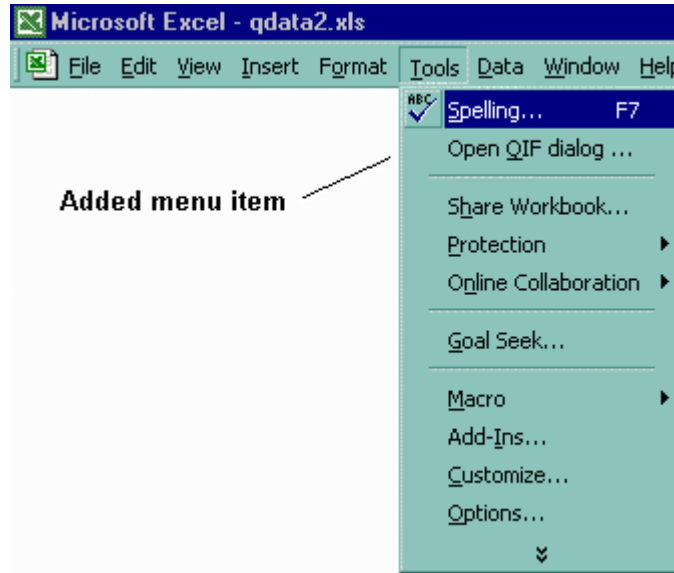 Microsoft Excel - qdata2.xls
File Edit View Insert Format Tools Data Window Help
ABC Spelling... F7
Open QIF dialog ...
Added menu item
Share Workbook...
Protection
Online Collaboration
Goal Seek...
Macro
Add-Ins...
Customize...
Options...